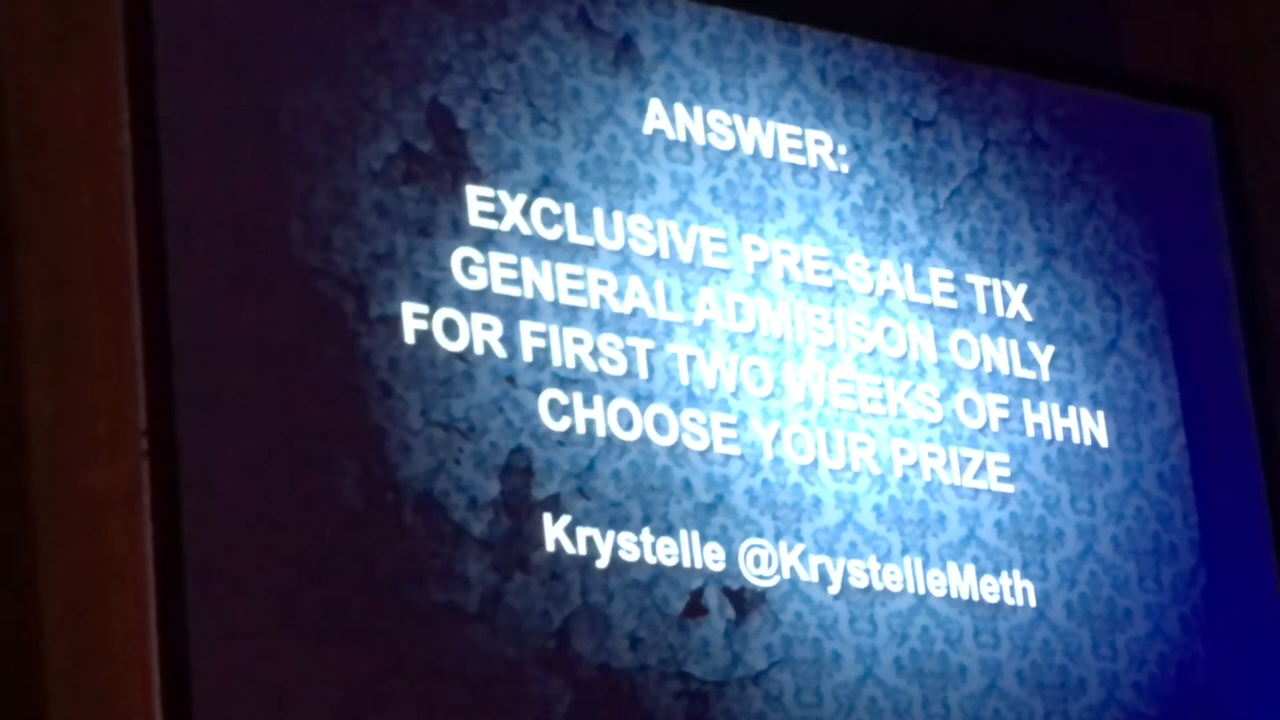 ANSWER:
EXCLUSIVE PRE-SALE TIX
GENERAL ADMISISON ONLY
FOR FIRST TWO WEEKS OF HHN
CHOOSE YOUR PRIZE
Krystelle @KrystelleMeth